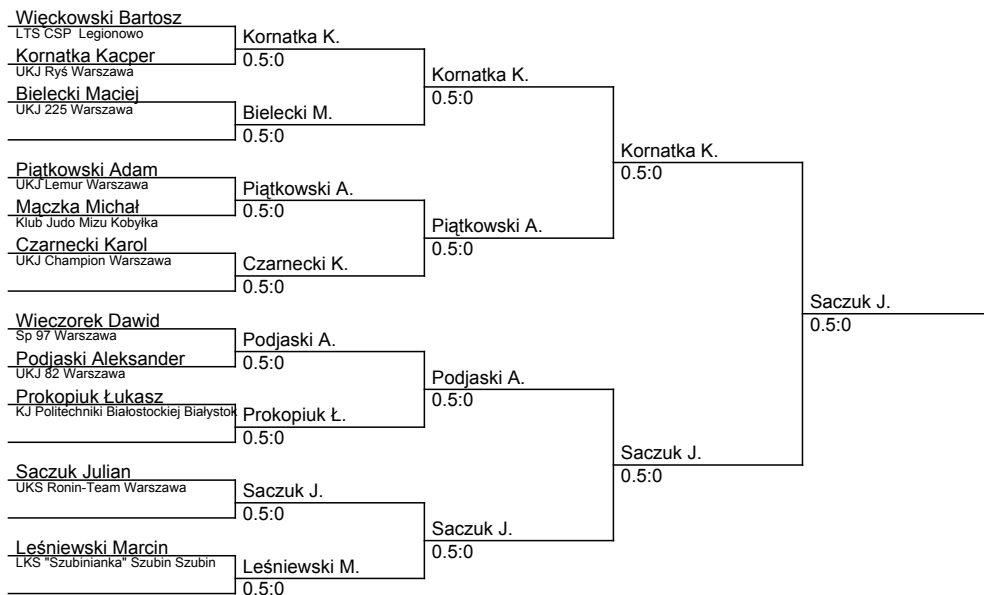 Więckowski Bartosz
LTS CSP  Legionowo
Kornatka Kacper
UKJ Ryś Warszawa
Bielecki Maciej
UKJ 225 Warszawa
Piątkowski Adam
UKJ Lemur Warszawa
Mączka Michał
Klub Judo Mizu Kobyłka
Czarnecki Karol
UKJ Champion Warszawa
Wieczorek Dawid
Sp 97 Warszawa
Podjaski Aleksander
UKJ 82 Warszawa
Prokopiuk Łukasz
KJ Politechniki Białostockiej Białystok
Saczuk Julian
UKS Ronin-Team Warszawa
Leśniewski Marcin
LKS "Szubinianka" Szubin Szubin
Kornatka K.
0.5:0
Bielecki M.
0.5:0
Piątkowski A.
0.5:0
Czarnecki K.
0.5:0
Podjaski A.
0.5:0
Prokopiuk Ł.
0.5:0
Saczuk J.
0.5:0
Leśniewski M.
0.5:0
Kornatka K.
0.5:0
Piątkowski A.
0.5:0
Podjaski A.
0.5:0
Saczuk J.
0.5:0
Kornatka K.
0.5:0
Saczuk J.
0.5:0
Saczuk J.
0.5:0